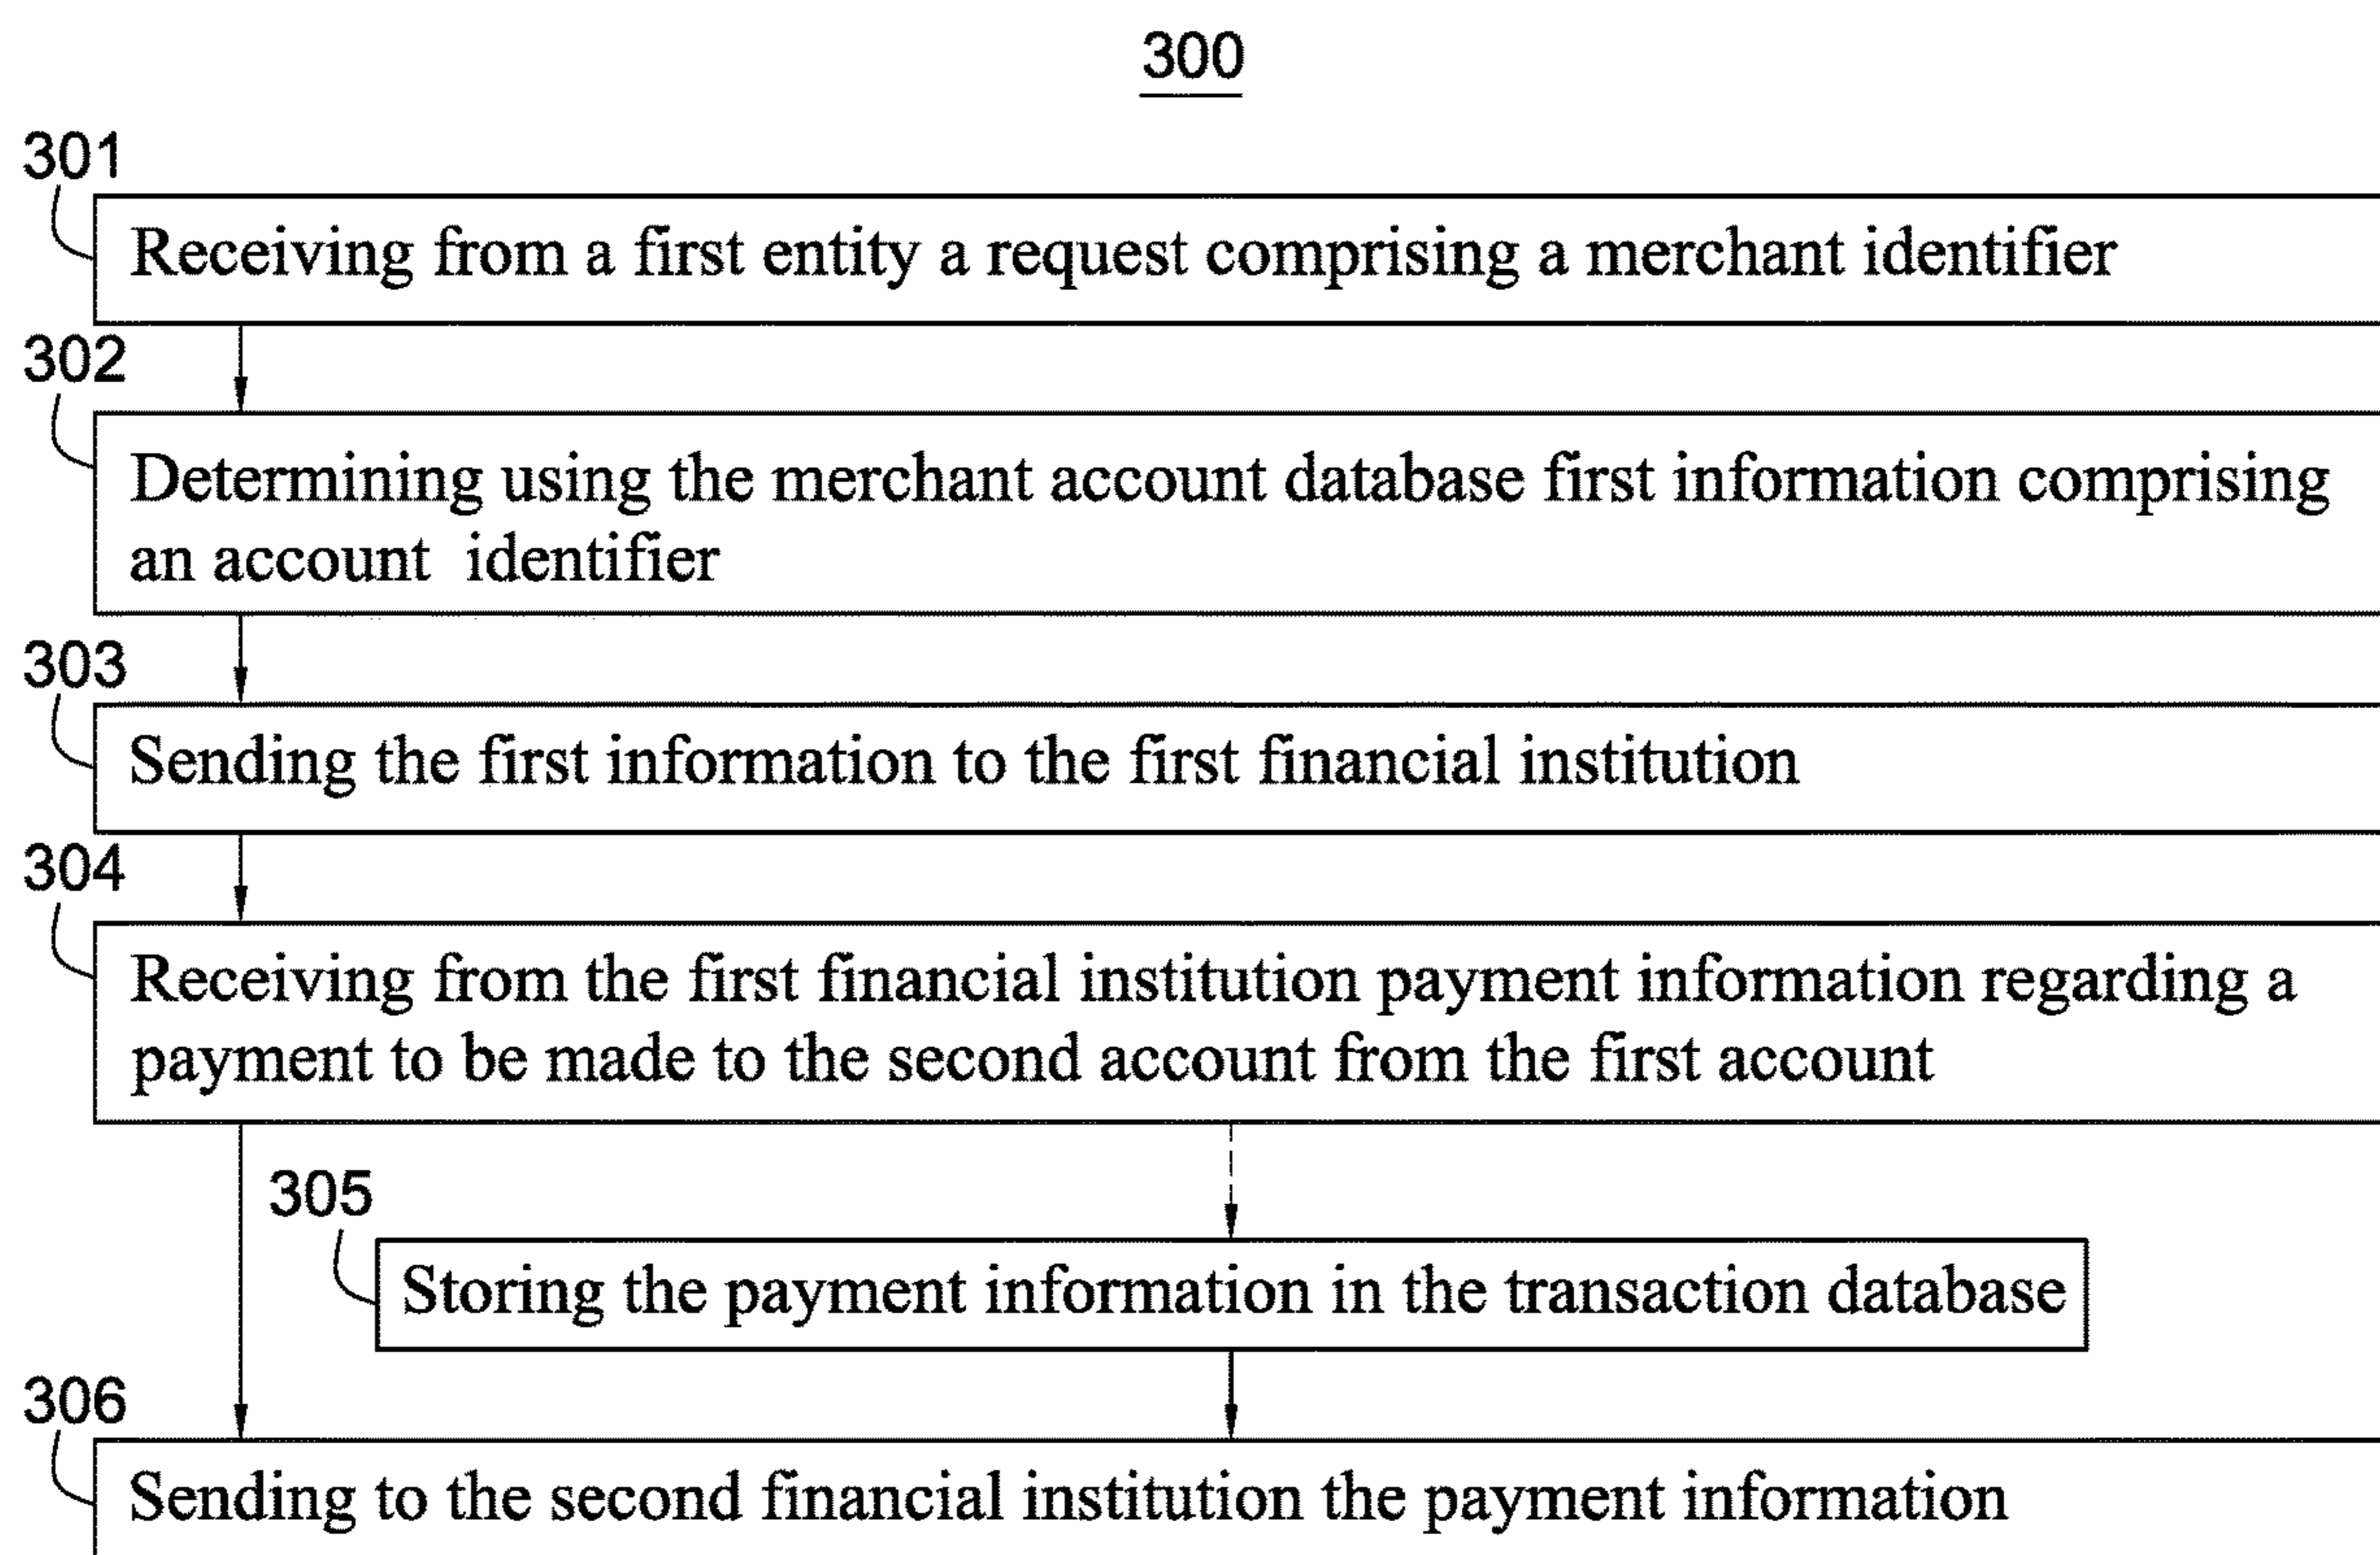 300
301
Receiving from a first entity a request comprising a merchant identifier
302
Determining using the merchant account database first information comprising
an account identifier
303
Sending the first information to the first financial institution
304
Receiving from the first financial institution payment information regarding a
payment to be made to the second account from the first account
305
Storing the payment information in the transaction database
306
Sending to the second financial institution the payment information